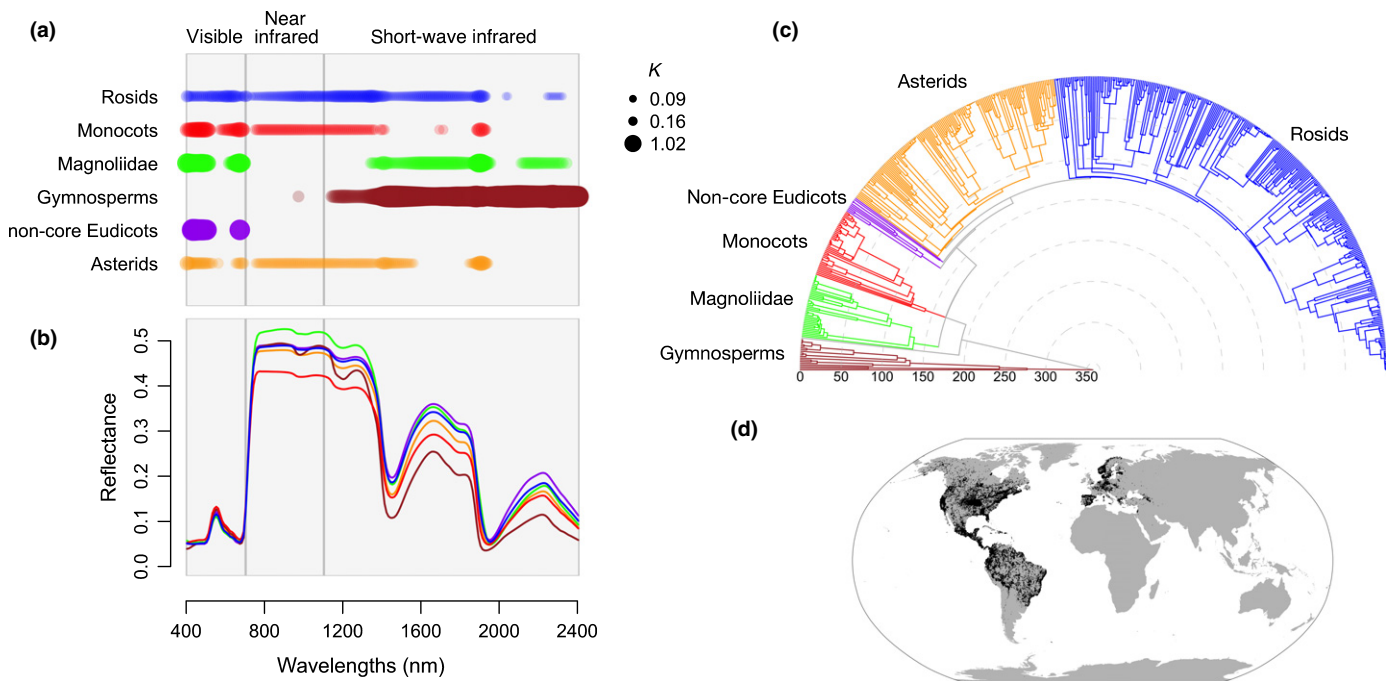 (a)
Visible
Near
infrared
Short-wave infrared
Rosids
Monocots
Magnoliidae
Gymnosperms
non-core Eudicots
Asterids
K
0.09
0.16
1.02
(b)
Reflectance
0.5
0.4
0.3
0.2
0.1
0.0
400 800 1200 1600 2000 2400
Wavelengths (nm)
(c)
Asterids
Rosids
Non-core Eudicots
Monocots
Magnoliidae
Gymnosperms
0 50 100 150 200 250 300 350
(d)